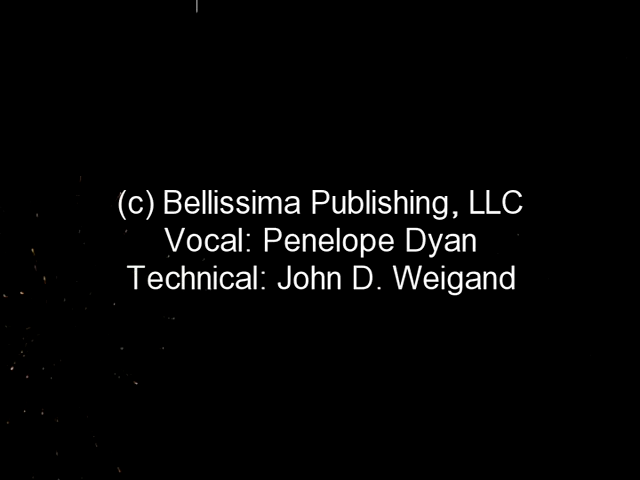 (c) Bellissima Publishing, LLC
Vocal: Penelope Dyan
Technical: John D. Weigand